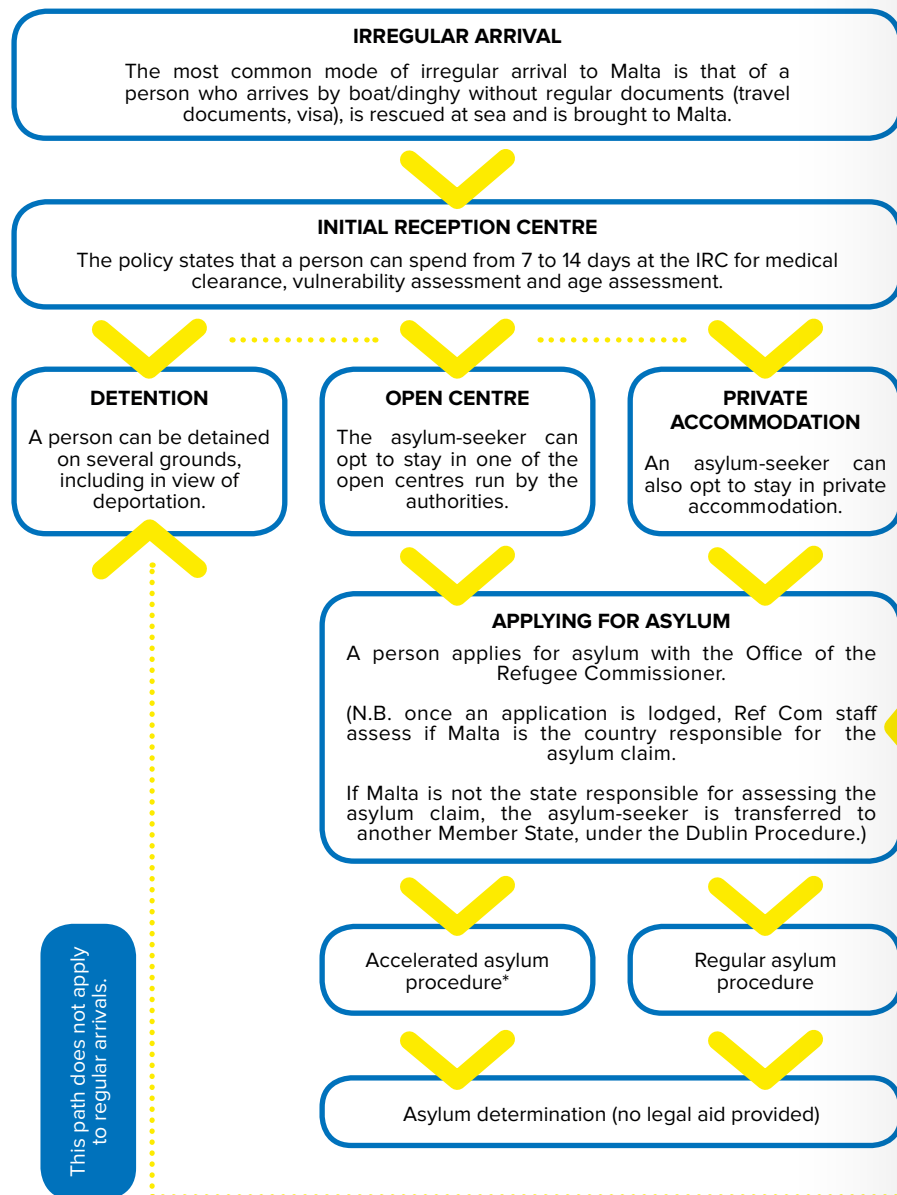 IRREGULAR ARRIVAL
The most common mode of irregular arrival to Malta is that of a
person who arrives by boat/dinghy without regular documents (travel
documents, visa), is rescued at sea and is brought to Malta.
INITIAL RECEPTION CENTRE
The policy states that a person can spend from 7 to 14 days at the IRC for medical
clearance, vulnerability assessment and age assessment.
DETENTION
A person can be detained
on several grounds,
including in view of
deportation.
OPEN CENTRE
The asylum-seeker can
opt to stay in one of the
open centres run by the
authorities.
PRIVATE
ACCOMMODATION
An asylum-seeker can
also opt to stay in private
accommodation.
APPLYING FOR ASYLUM
A person applies for asylum with the Office of the
Refugee Commissioner.
(N.B. once an application is lodged, Ref Com staff
assess if Malta is the country responsible for the
asylum claim.
If Malta is not the state responsible for assessing the
asylum claim, the asylum-seeker is transferred to
another Member State, under the Dublin Procedure.)
Accelerated asylum
procedure*
Regular asylum
procedure
Asylum determination (no legal aid provided)
This path does not apply
to regular arrivals.